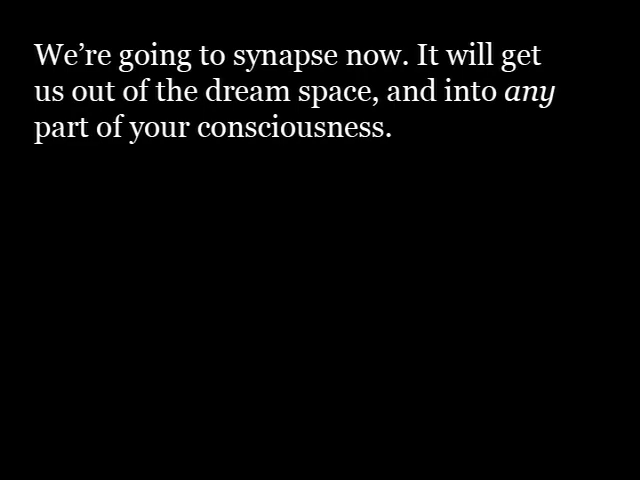 We’re going to synapse now. It will get
us out of the dream space, and into any
part of your consciousness.